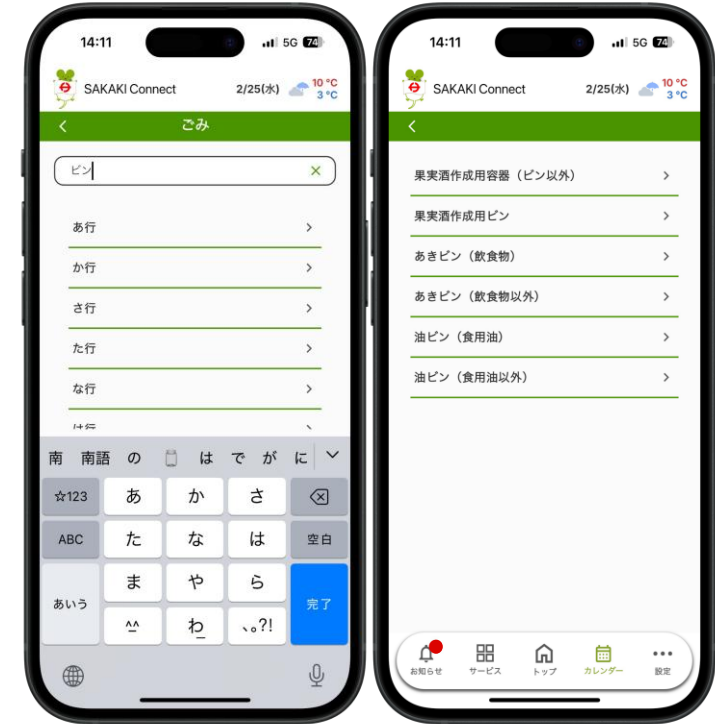 14:11
5G 74
SAKAKI Connect
2/25(水)
10 °C
3 °C
ごみ
ビン
あ行
か行
さ行
た行
な行
は行
南 南語 の は で が に
☆123 あ か さ
ABC た な は 空白
あいう ま や ら 完了
^^ わ_ 、。?!
14:11
5G 74
SAKAKI Connect
2/25(水)
10 °C
3 °C
果実酒作成用容器（ビン以外）
果実酒作成用ビン
あきビン（飲食物）
あきビン（飲食物以外）
油ビン（食用油）
油ビン（食用油以外）
お知らせ サービス トップ カレンダー 設定